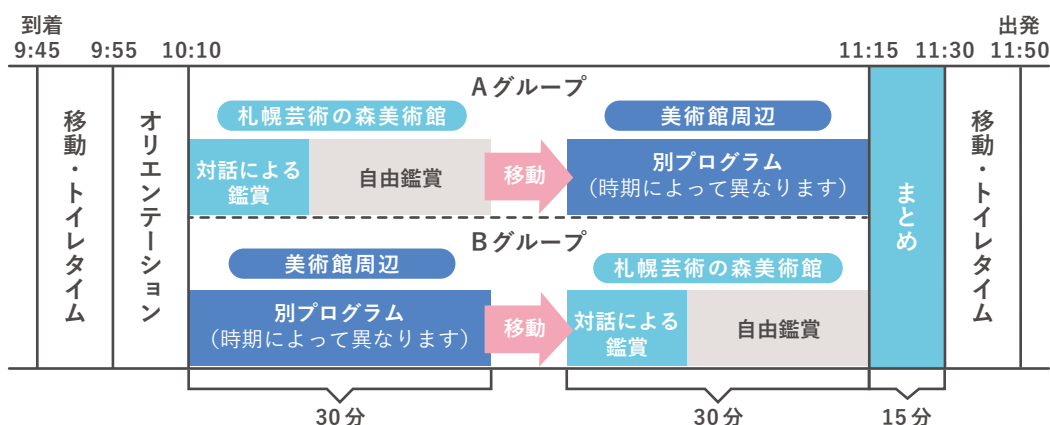 到着
出発
9:45
9:55
10:10
11:15
11:30
11:50
移動・トイレタイム
オリエンテーション
Aグループ
札幌芸術の森美術館
対話による
鑑賞
自由鑑賞
移動
美術館周辺
別プログラム
（時期によって異なります）
Bグループ
美術館周辺
別プログラム
（時期によって異なります）
移動
札幌芸術の森美術館
対話による
鑑賞
自由鑑賞
まとめ
移動・トイレタイム
30分
30分
15分